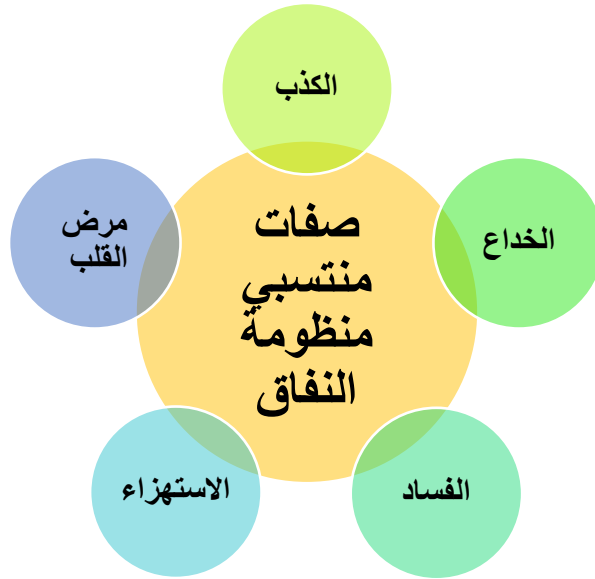 الكذب
صفات
منتسبي
منظومة
النفاق
الخداع
الفساد
الاستهزاء
مرض
القلب